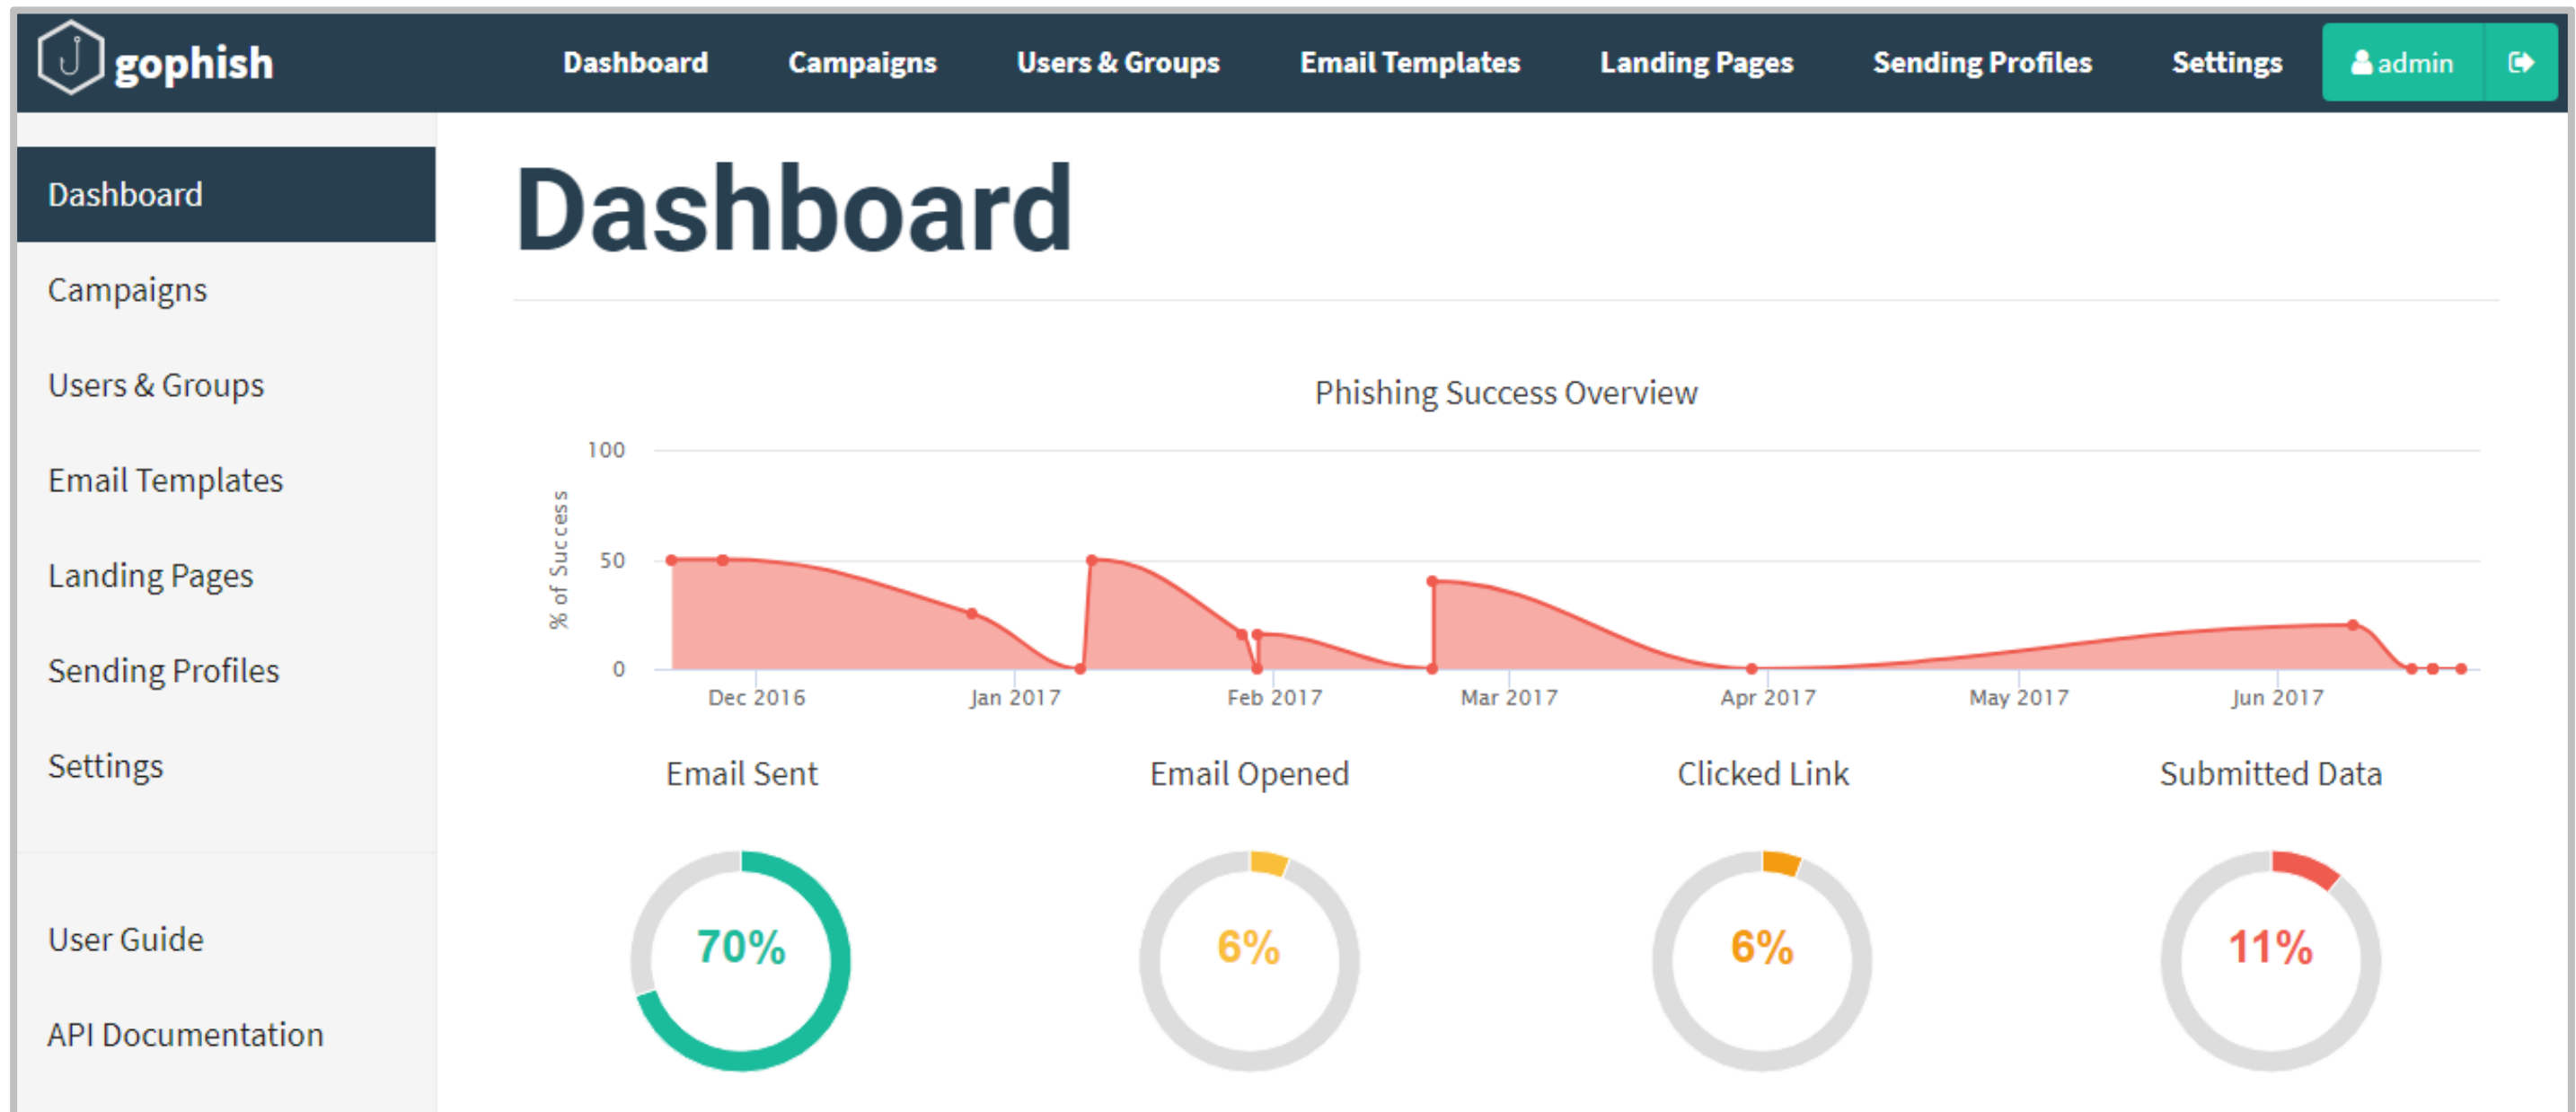 gophish
Dashboard Campaigns Users & Groups Email Templates Landing Pages Sending Profiles Settings admin
Dashboard
Campaigns
Users & Groups
Email Templates
Landing Pages
Sending Profiles
Settings
User Guide
API Documentation
Dashboard
Phishing Success Overview
% of Success
100
50
0
Dec 2016 Jan 2017 Feb 2017 Mar 2017 Apr 2017 May 2017 Jun 2017
Email Sent Email Opened Clicked Link Submitted Data
70% 6% 6% 11%